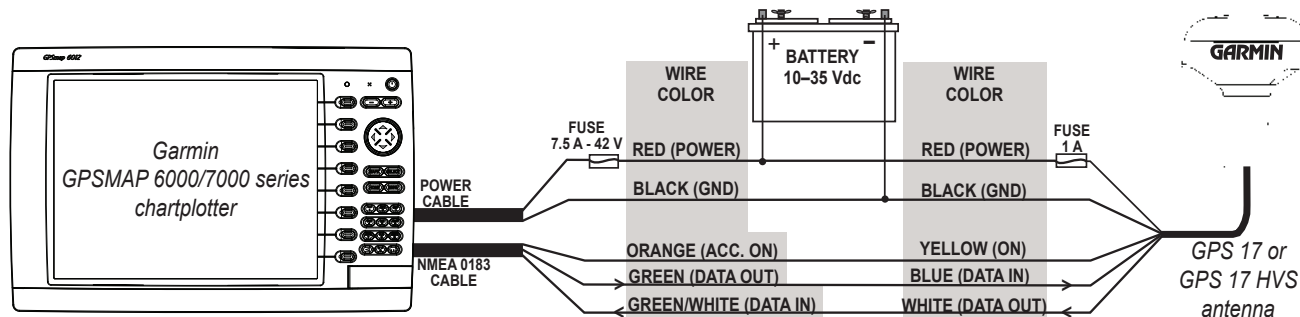 GPSmap 6012
Garmin
GPSMAP 6000/7000 series
chartplotter
POWER
CABLE
NMEA 0183
CABLE
FUSE
7.5 A - 42 V
WIRE
COLOR
RED (POWER)
BLACK (GND)
ORANGE (ACC. ON)
GREEN (DATA OUT)
GREEN/WHITE (DATA IN)
+
–
BATTERY
10–35 Vdc
WIRE
COLOR
RED (POWER)
BLACK (GND)
YELLOW (ON)
BLUE (DATA IN)
WHITE (DATA OUT)
FUSE
1 A
GARMIN
GPS 17 or
GPS 17 HVS
antenna